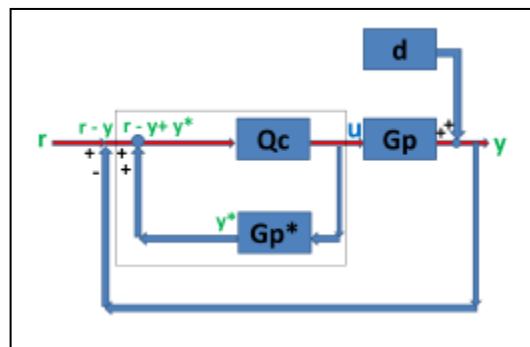 d
r - y r - y+ y*
r + - + + Qc u Gp + + y
y* Gp*